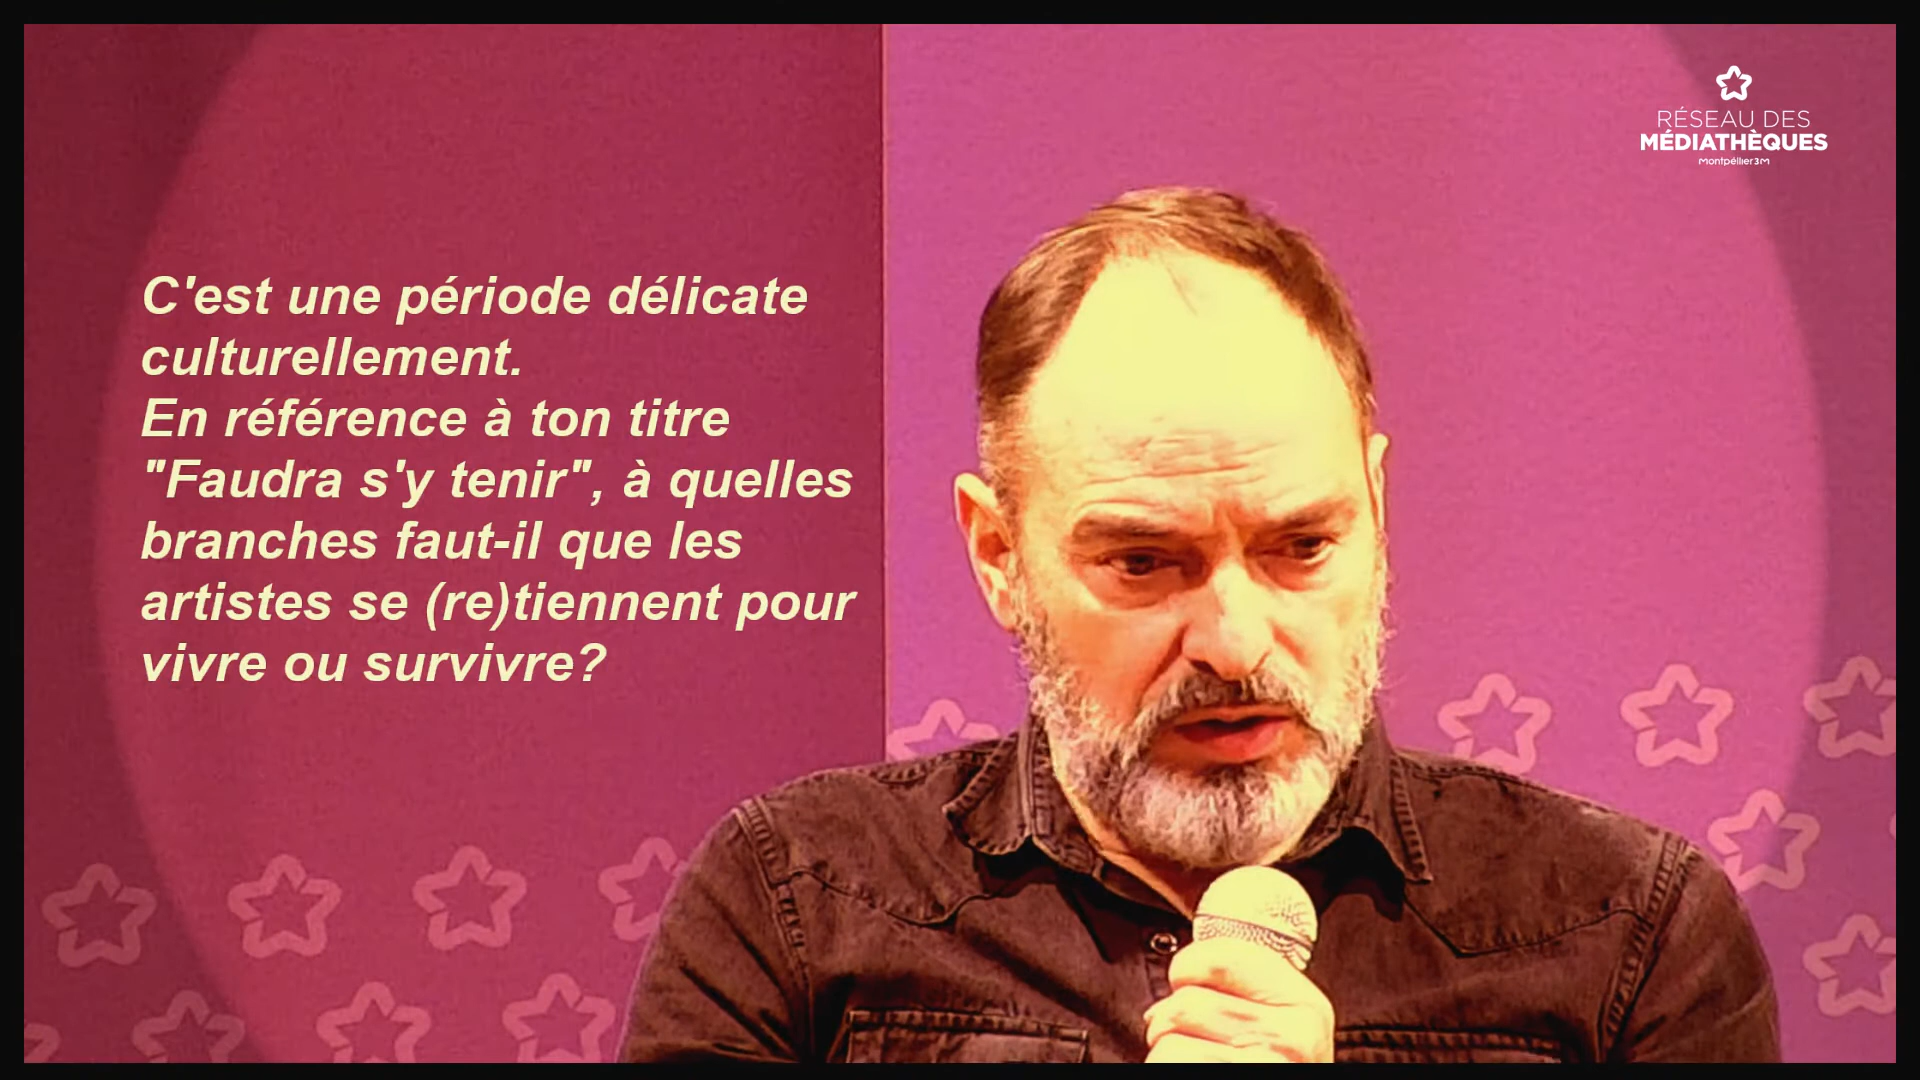 RÉSEAU DES
MÉDIATHÈQUES
montpellier3m
C'est une période délicate
culturellement.
En référence à ton titre
"Faudra s'y tenir", à quelles
branches faut-il que les
artistes se (re)tiennent pour
vivre ou survivre?